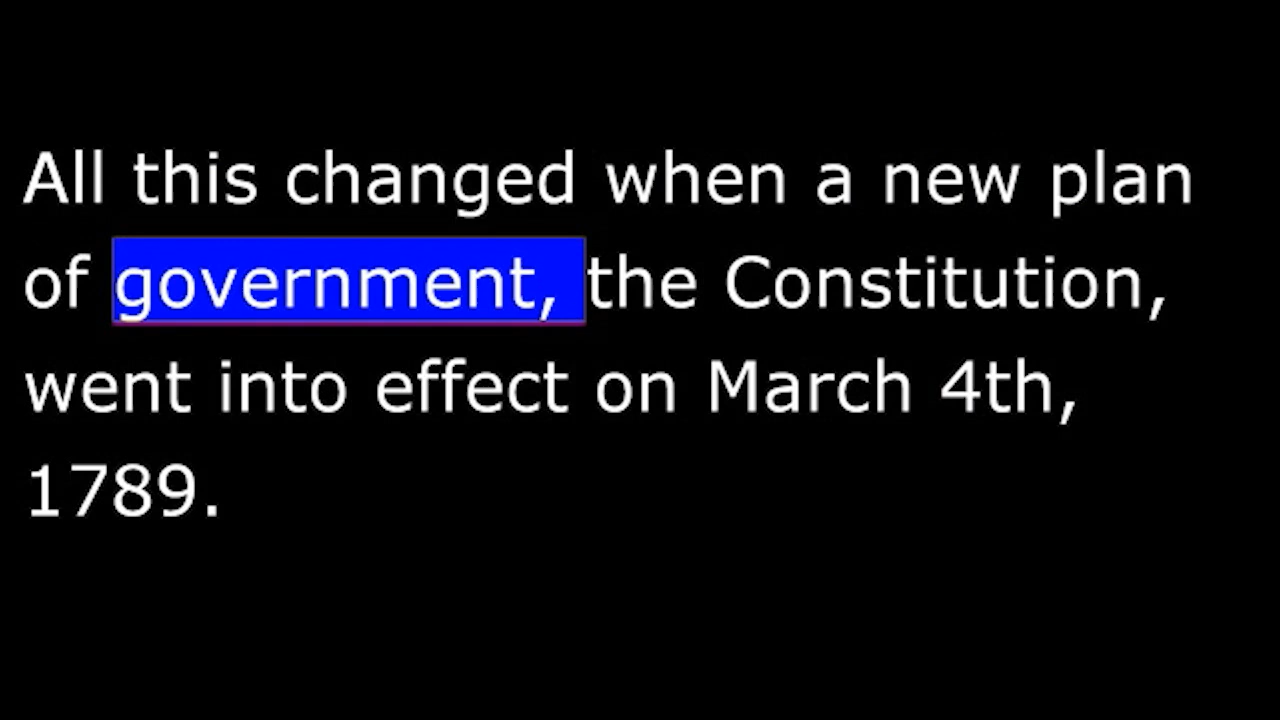 All this changed when a new plan
of government, the Constitution,
went into effect on March 4th,
1789.